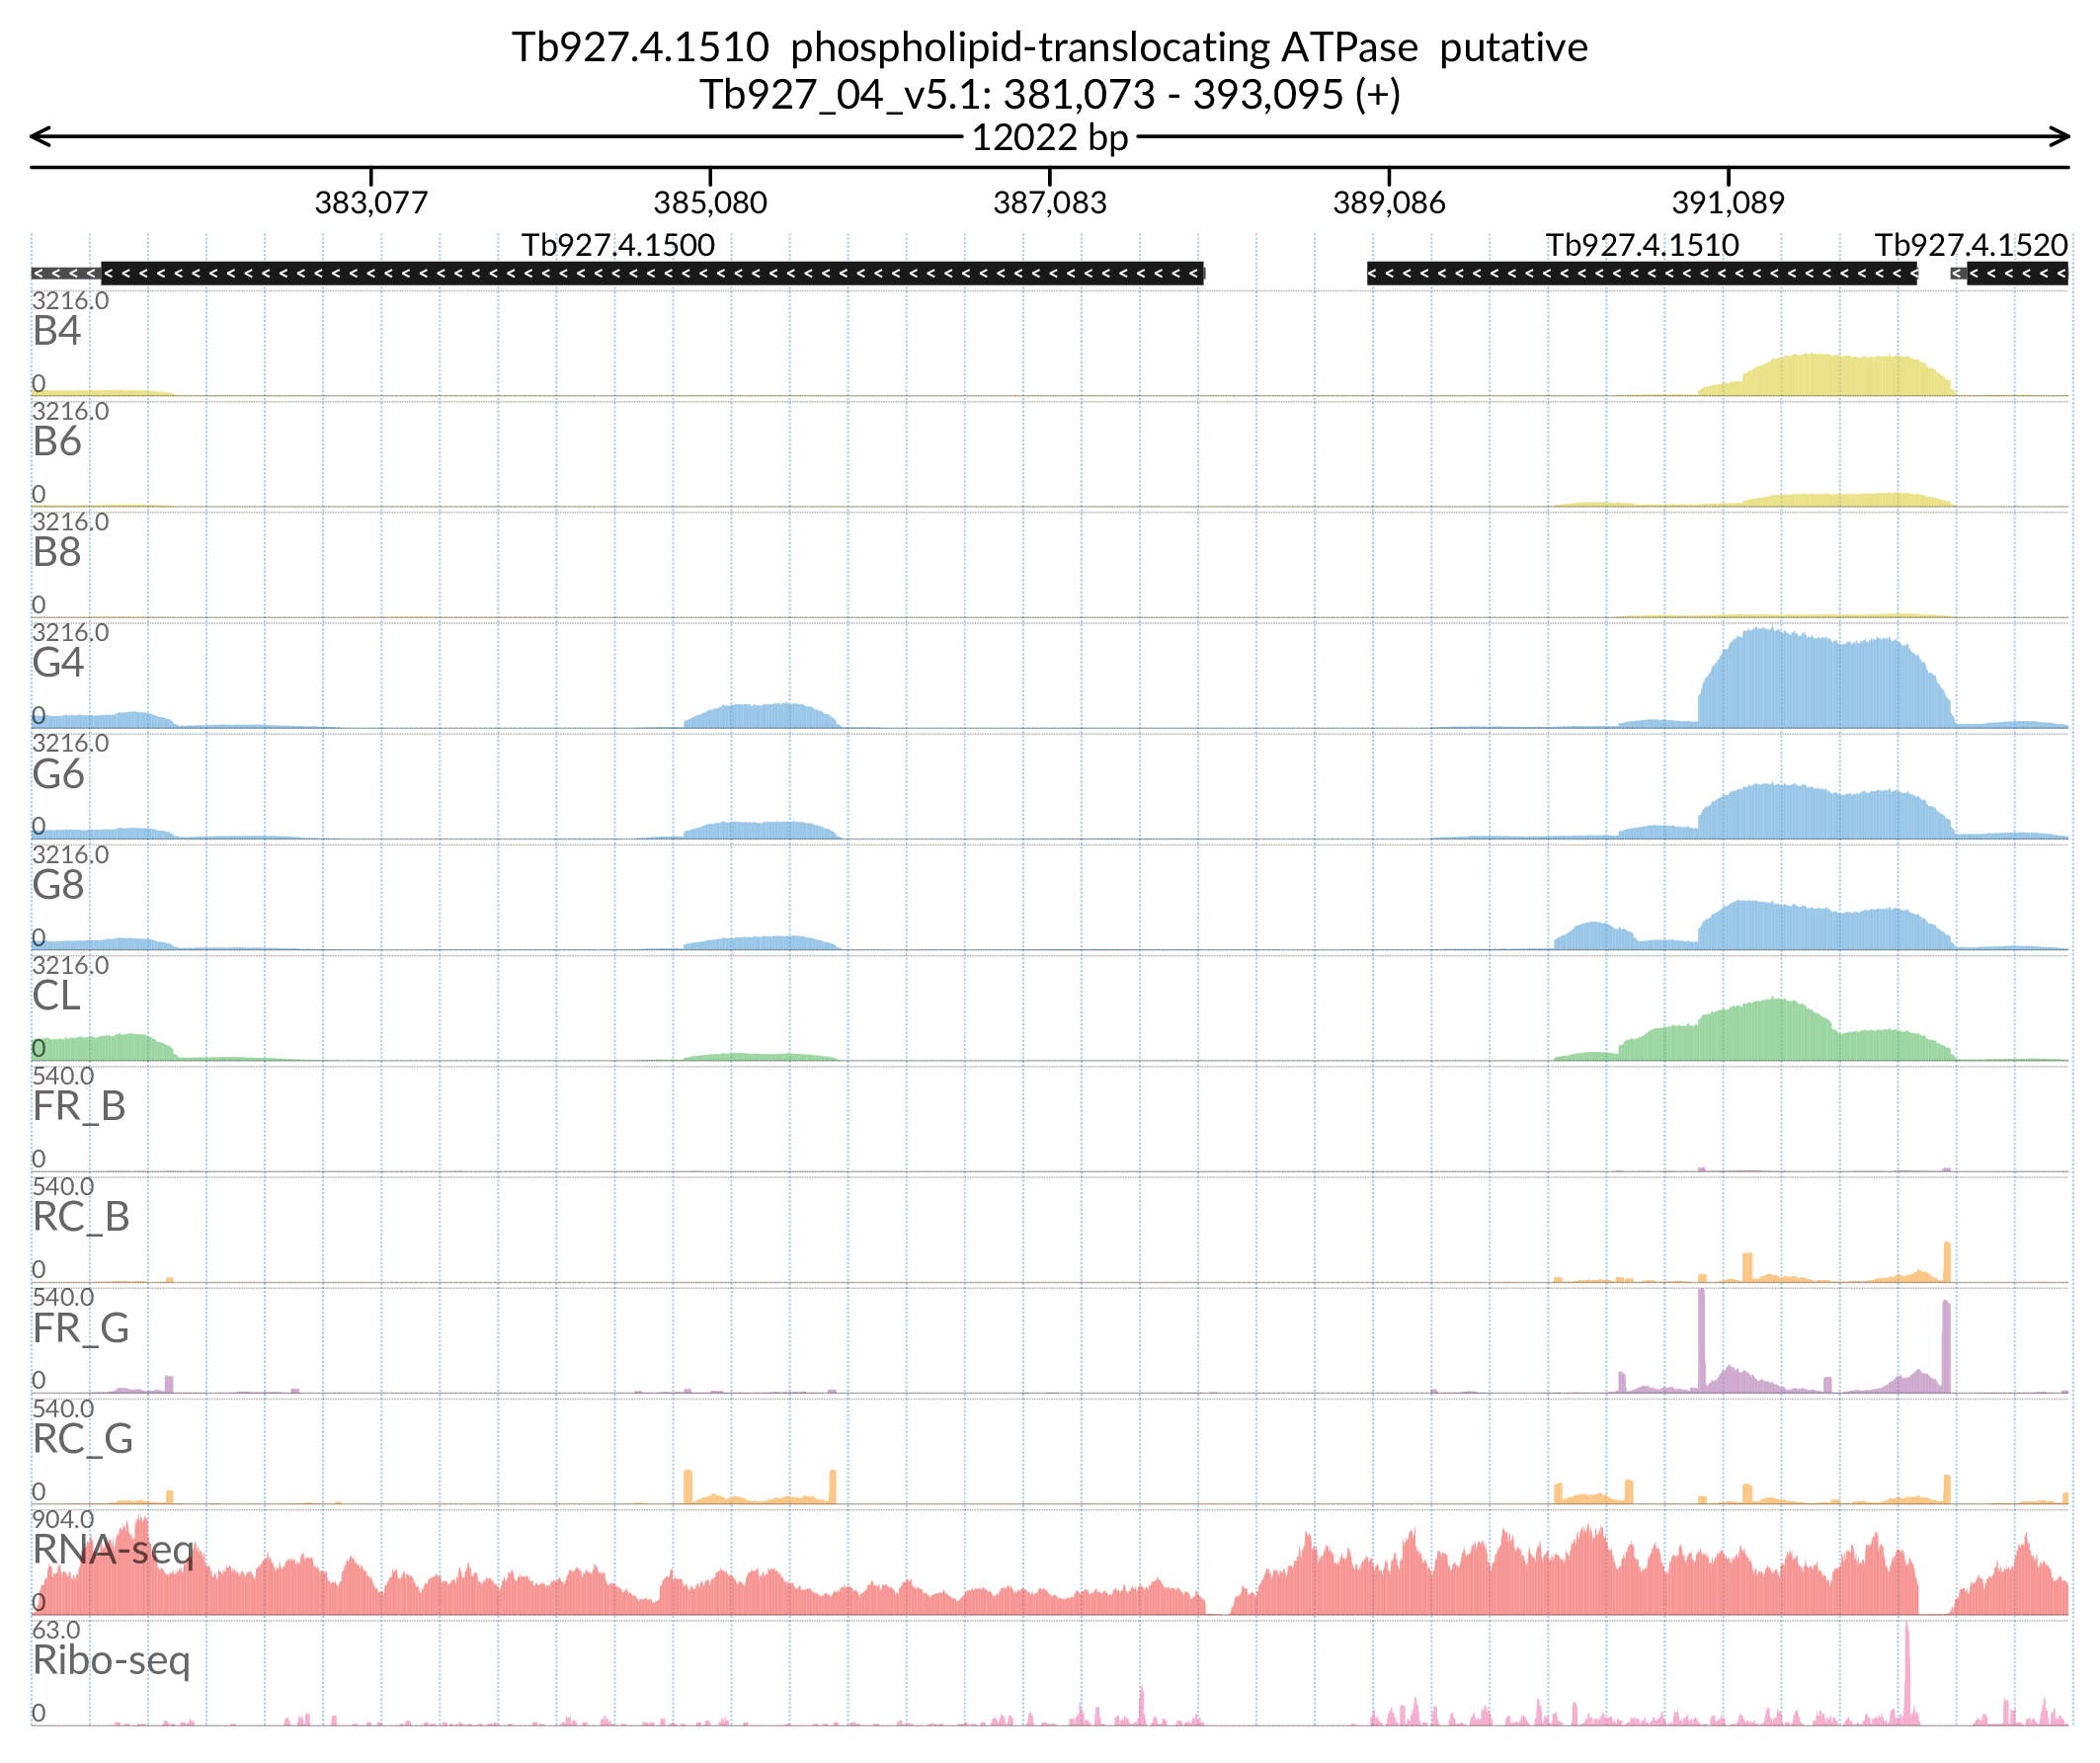 Tb927.4.1510 phospholipid-translocating ATPase putative
Tb927_04_v5.1: 381,073 - 393,095 (+)
12022 bp
383,077 385,080 387,083 389,086 391,089
Tb927.4.1500 Tb927.4.1510 Tb927.4.1520
3216.0
B4
0
3216.0
B6
0
3216.0
B8
0
3216.0
G4
0
3216.0
G6
0
3216.0
G8
0
3216.0
CL
0
540.0
FR_B
0
540.0
RC_B
0
540.0
FR_G
0
540.0
RC_G
0
904.0
RNA-seq
0
63.0
Ribo-seq
0